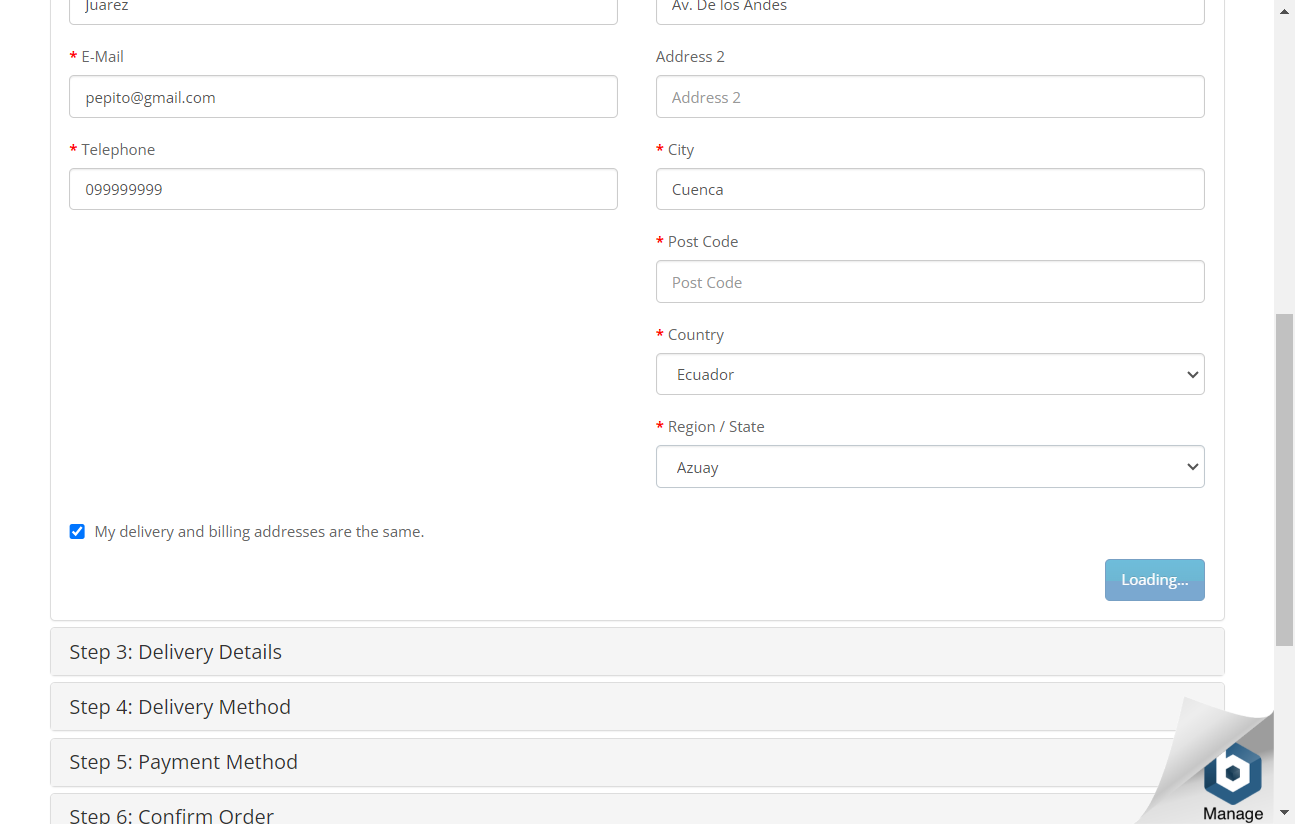 Juarez
Av. De los Andes
* E-Mail
Address 2
pepito@gmail.com
Address 2
* Telephone
* City
099999999
Cuenca
* Post Code
Post Code
* Country
Ecuador
* Region / State
Azuay
My delivery and billing addresses are the same.
Loading...
Step 3: Delivery Details
Step 4: Delivery Method
Step 5: Payment Method
Step 6: Confirm Order
b
Manage